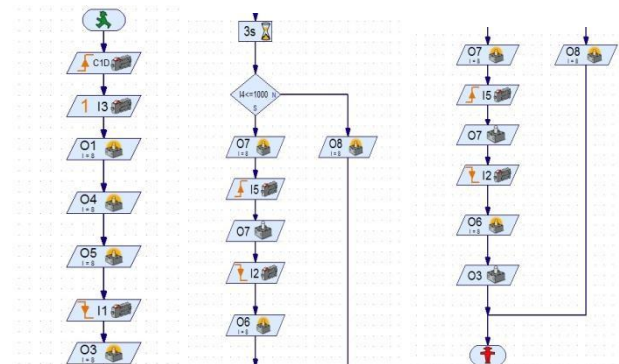 C1D
1 I3
O1
I = 8
O4
I = 8
O5
I = 8
I1
O3
I = 8
3s
I4<=1000 N
S
O7
I = 8
O8
I = 8
I5
O7
I2
O6
I = 8
O7
I = 8
O8
I = 8
I5
O7
I2
O6
I = 8
O3